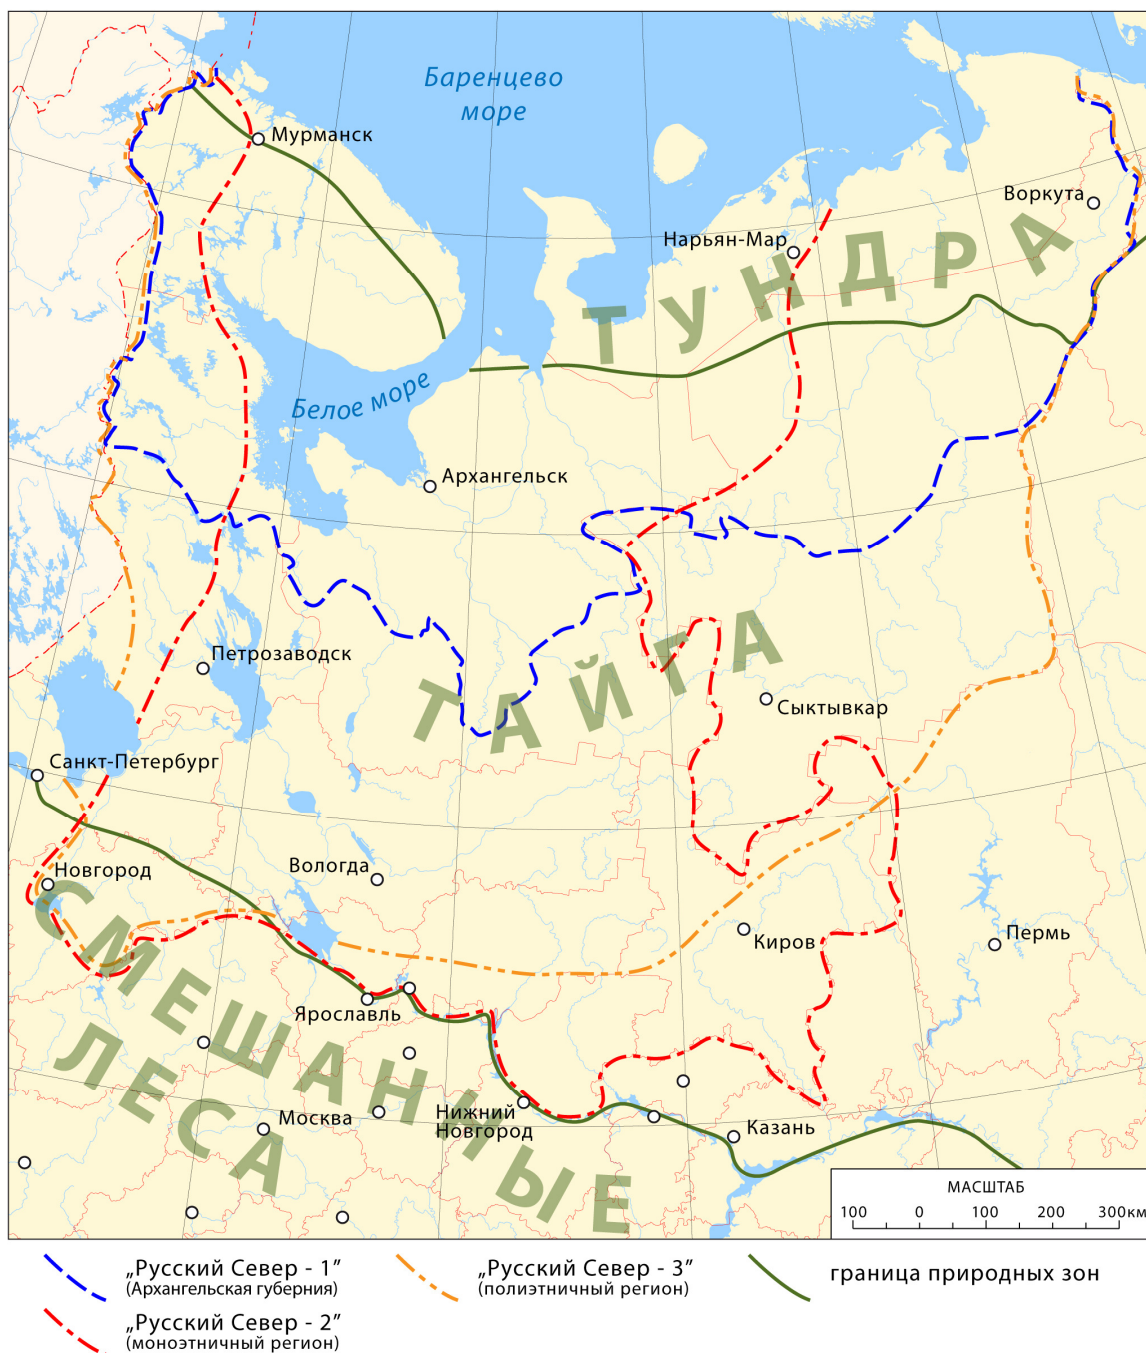 Баренцево
море
Мурманск
Воркута
Нарьян-Мар
ТУНДРА
Белое море
Архангельск
ТАЙГА
Петрозаводск
Сыктывкар
Санкт-Петербург
Вологда
Новгород
Киров
Пермь
СМЕШАННЫЕ
ЛЕСА
Ярославль
Москва
Нижний
Новгород
Казань
МАСШТАБ
100 0 100 200 300км
„Русский Север - 1”
(Архангельская губерния)
„Русский Север - 3”
(полиэтничный регион)
граница природных зон
„Русский Север - 2”
(моноэтничный регион)